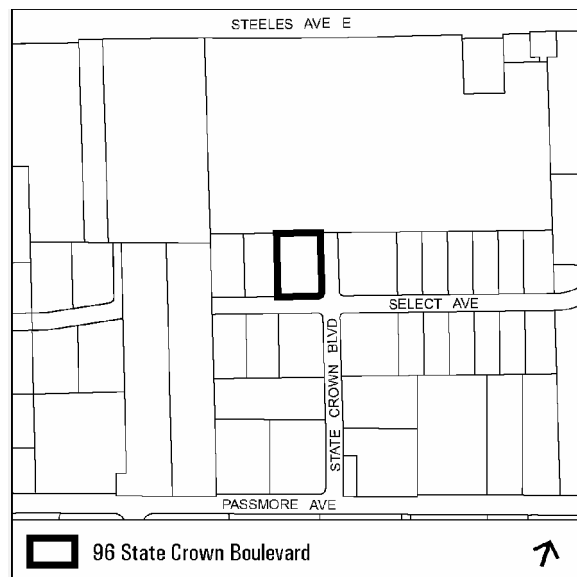 STEELES AVE E
SELECT AVE
STATE CROWN BLVD
PASSMORE AVE
96 State Crown Boulevard